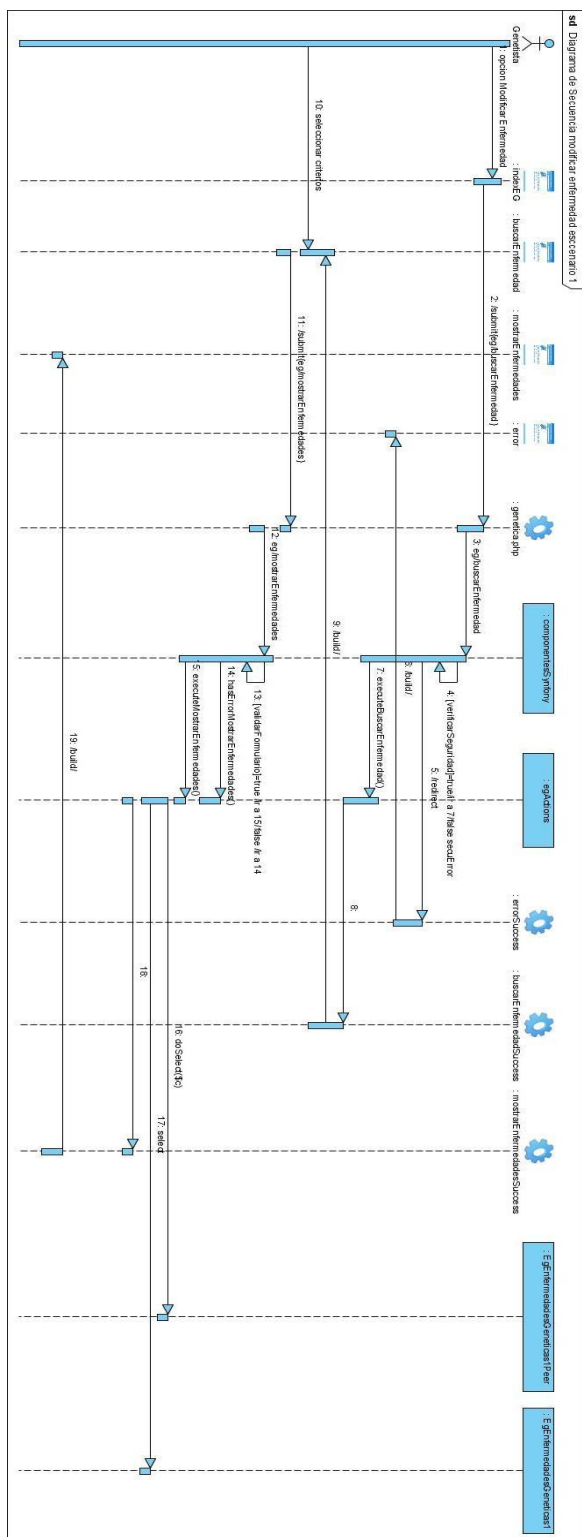 sd Diagrama de Secuencia modificar enfermedad esccenario 1
Genetista
: indexEG
: buscarEnfermedad
: mostrarEnfermedades
: error
: genetica.php
: componentesSynfony
: egActions
: errorSuccess
: buscarEnfermedadSuccess
: mostrarEnfermedadesSuccess
: EgEnfermedadesGeneticas1Peer
: EgEnfermedadesGeneticas1
1: opcion Modificar Enfermedad
2: /submit{eg/buscarEnfermedad}
3: eg/buscarEnfermedad
4: [verificarSeguridad]=true/Ir a 7/false secuError
5: /redirect
6: /build/
7: executeBuscarEnfermedad()
8:
9: /build/
10: seleccionar criterios
11: /submit{eg/mostrarEnfermedades}
12: eg/mostrarEnfermedades
13: [validarFormulario]=true /Ir a 15/false /Ir a 14
14: hasErrorMostrarEnfermedades()
15: executeMostrarEnfermedades()
16: doSelect($c)
17: select
18:
19: /build/